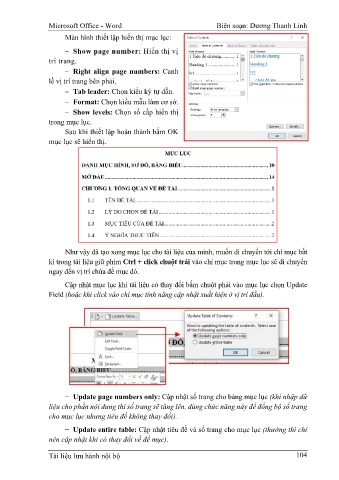 Microsoft Office - Word Biên soạn: Dương Thanh Linh
Màn hình thiết lập hiển thị mục lục:
− Show page number: Hiển thị vị
trí trang.
− Right align page numbers: Canh
lề vị trí trang bên phải.
− Tab leader: Chọn kiểu ký tự dẫn.
− Format: Chọn kiểu mẫu làm cơ sở.
− Show levels: Chọn số cấp hiển thị
trong mục lục.
Sau khi thiết lập hoàn thành bấm OK
mục lục sẽ hiển thị.
Table of Contents
MỤC LỤC
DANH MỤC HÌNH, SƠ ĐỒ, BẢNG BIỂU 10
MỞ ĐẦU 14
CHƯƠNG 1. TỔNG QUAN VỀ ĐỀ TÀI 1
1.1 TÊN ĐỀ TÀI 1
1.2 LÝ DO CHỌN ĐỀ TÀI 1
1.3 MỤC TIÊU CỦA ĐỀ TÀI 2
1.4 Ý NGHĨA THỰC TIỄN 2
Như vậy đã tạo xong mục lục cho tài liệu của mình, muốn di chuyển tới chỉ mục bất
kì trong tài liệu giữ phím Ctrl + click chuột trái vào chỉ mục trong mục lục sẽ di chuyển
ngay đến vị trí chứa đề mục đó.
Cập nhật mục lục khi tài liệu có thay đổi bấm chuột phải vào mục lục chọn Update
Field (hoặc khi click vào chỉ mục tính năng cập nhật xuất hiện ở vị trí đầu).
Update Table...
Update Field
Edit Field...
Toggle Field Codes
Font...
Paragraph...
Update Table of Contents ? ×
Word is updating the table of contents. Select one
of the following options:
Update page numbers only
Update entire table
OK Cancel
− Update page numbers only: Cập nhật số trang cho bảng mục lục (khi nhập dữ
liệu cho phần nội dung thì số trang sẽ tăng lên, dùng chức năng này để đồng bộ số trang
cho mục lục nhưng tiêu đề không thay đổi).
− Update entire table: Cập nhật tiêu đề và số trang cho mục lục (thường thì chỉ
nên cập nhật khi có thay đổi về đề mục).
Tài liệu lưu hành nội bộ 104